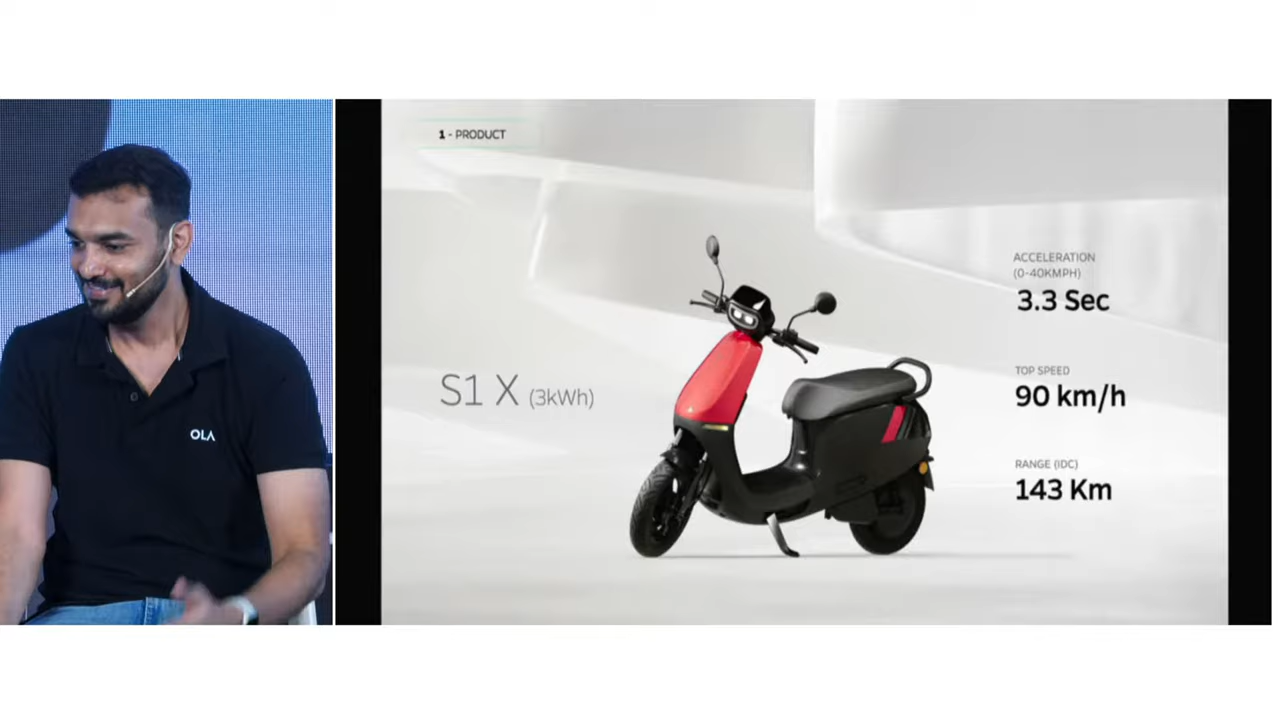 OLA
1 - PRODUCT
S1 X (3kWh)
ACCELERATION
(0-40KMPH)
3.3 Sec
TOP SPEED
90 km/h
RANGE (IDC)
143 Km